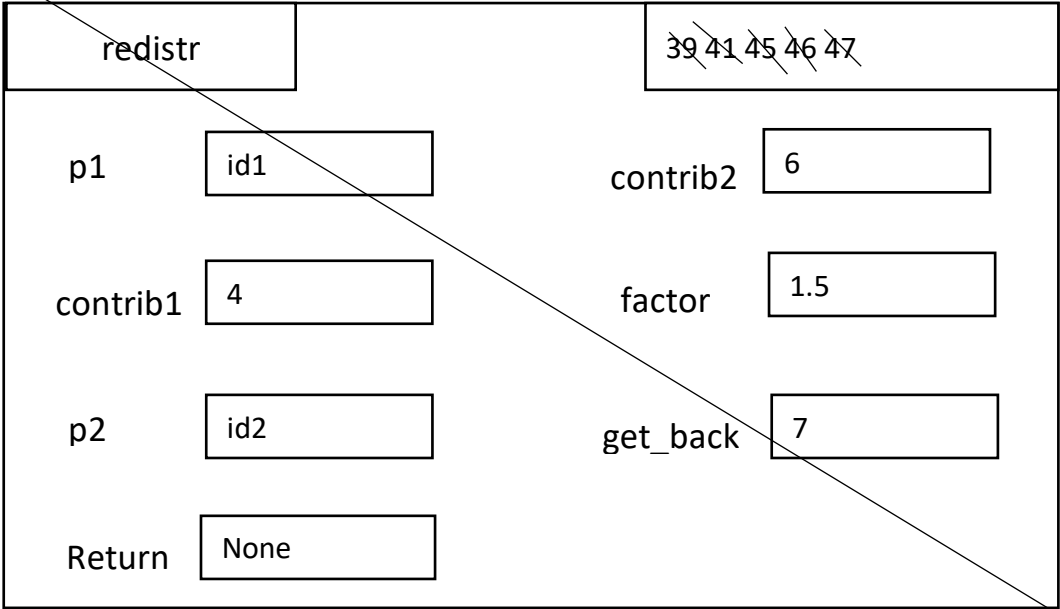 redistr 39 41 45 46 47
p1 id1 contrib2 6
contrib1 4 factor 1.5
p2 id2 get_back 7
Return None